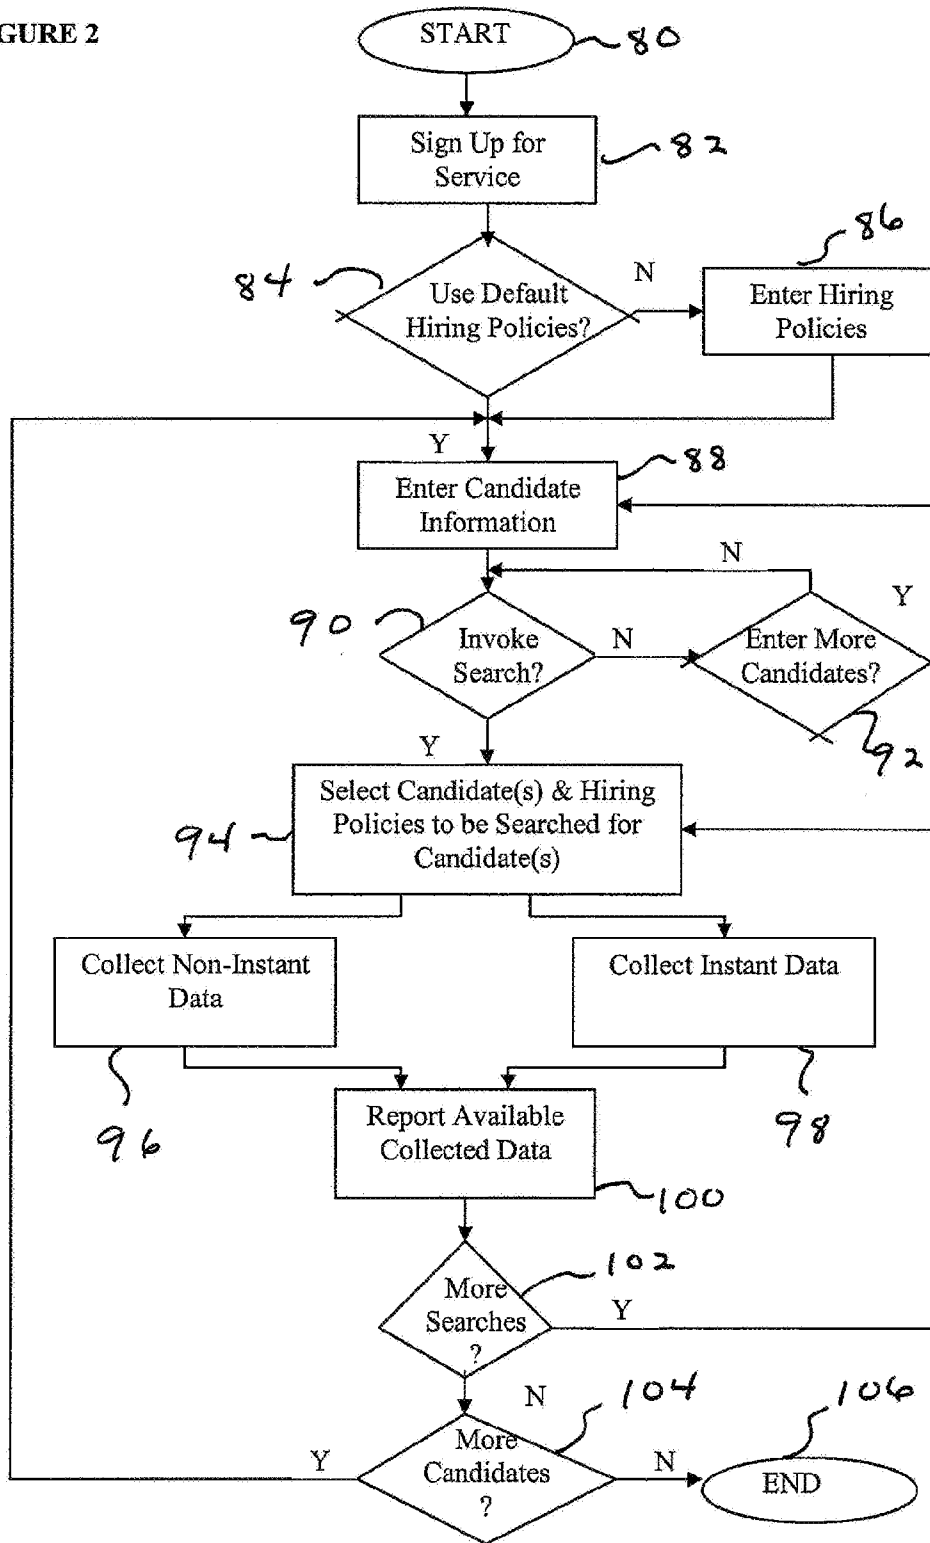 GURE 2
START
80
Sign Up for
Service
82
84
Use Default
Hiring Policies?
N
86
Enter Hiring
Policies
Y
88
Enter Candidate
Information
N
90
Invoke
Search?
N
Enter More
Candidates?
Y
92
Y
94
Select Candidate(s) & Hiring
Policies to be Searched for
Candidate(s)
Collect Non-Instant
Data
Collect Instant Data
96
98
Report Available
Collected Data
100
102
More
Searches
?
Y
N
104
106
Y
More
Candidates
?
N
END